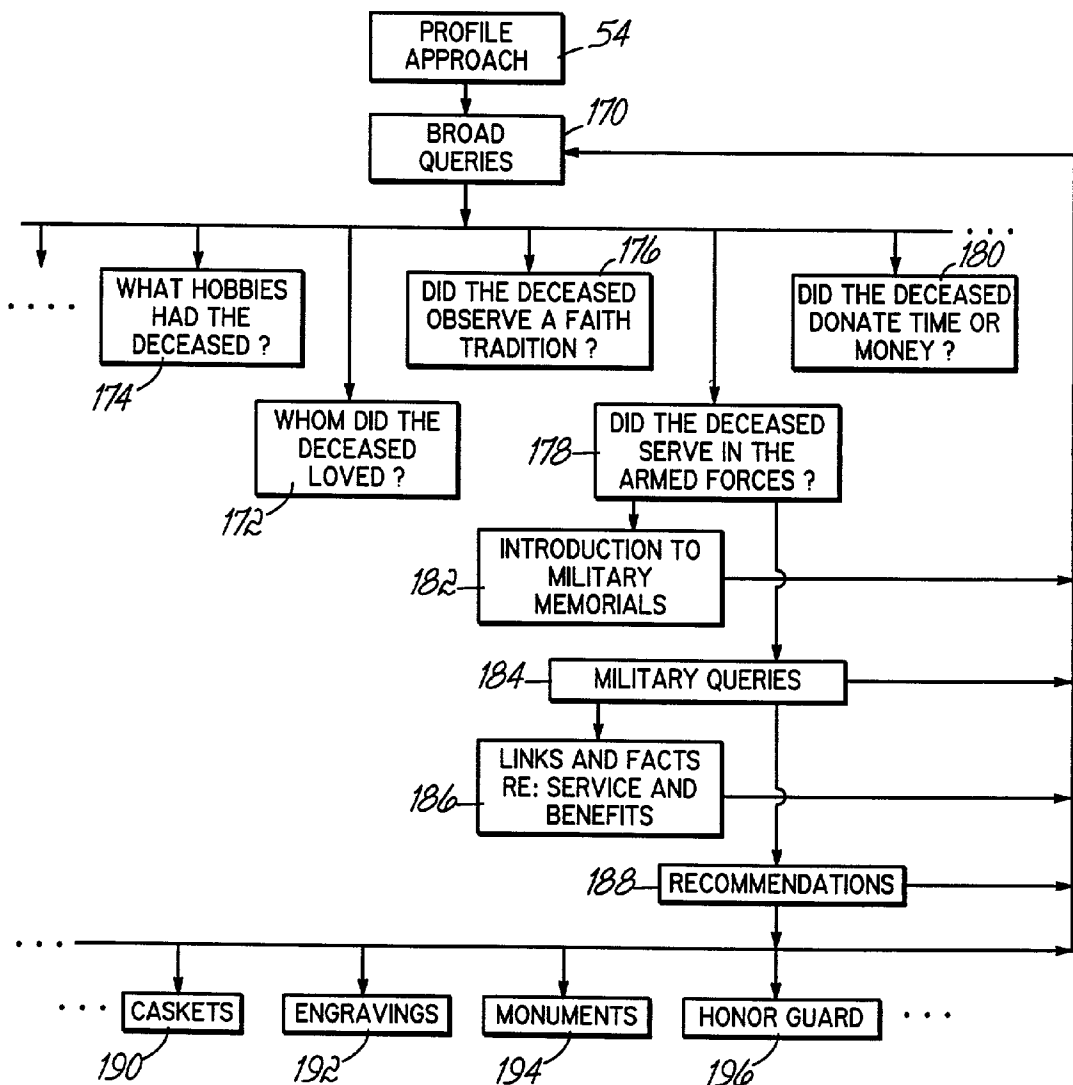 PROFILE
APPROACH
54
BROAD
QUERIES
170
. . . .
. . . .
WHAT HOBBIES
HAD THE
DECEASED ?
174
176
DID THE DECEASED
OBSERVE A FAITH
TRADITION ?
180
DID THE DECEASED
DONATE TIME OR
MONEY ?
WHOM DID THE
DECEASED
LOVED ?
172
DID THE DECEASED
SERVE IN THE
ARMED FORCES ?
178
INTRODUCTION TO
MILITARY
MEMORIALS
182
184
MILITARY QUERIES
LINKS AND FACTS
RE: SERVICE AND
BENEFITS
186
188
RECOMMENDATIONS
. . .
. . .
CASKETS
190
ENGRAVINGS
192
MONUMENTS
194
HONOR GUARD
196
. . .